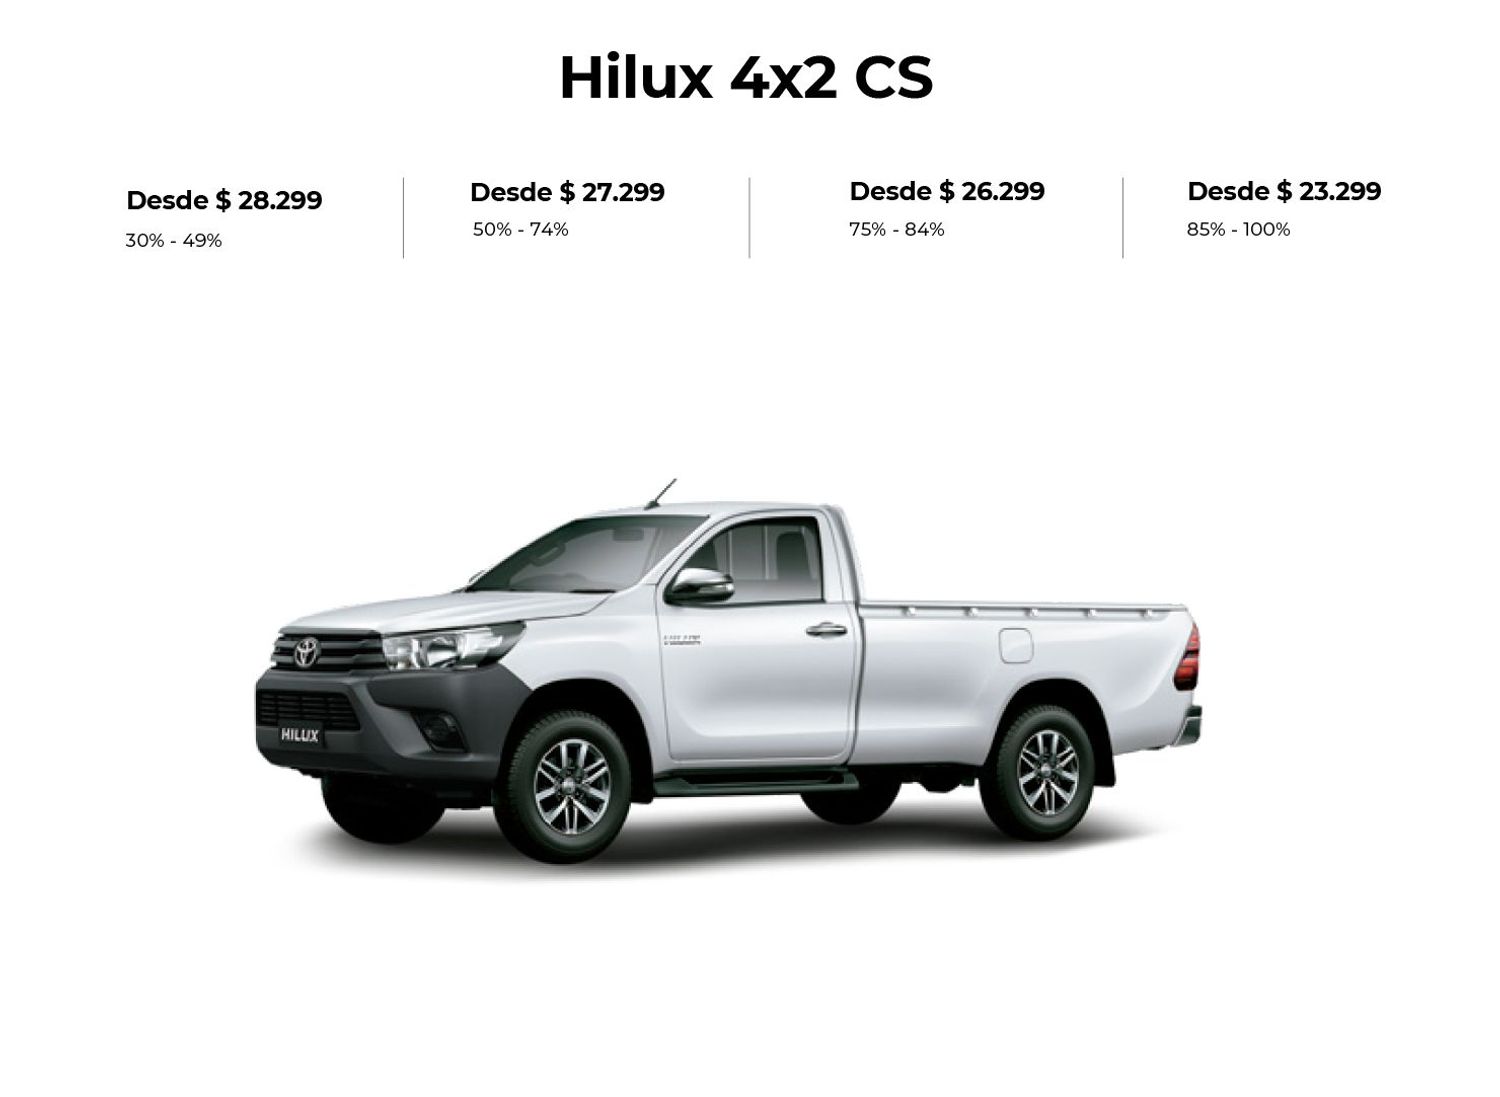 Hilux 4x2 CS
Desde $ 28.299
30% - 49%
Desde $ 27.299
50% - 74%
Desde $ 26.299
75% - 84%
Desde $ 23.299
85% - 100%
HILUX